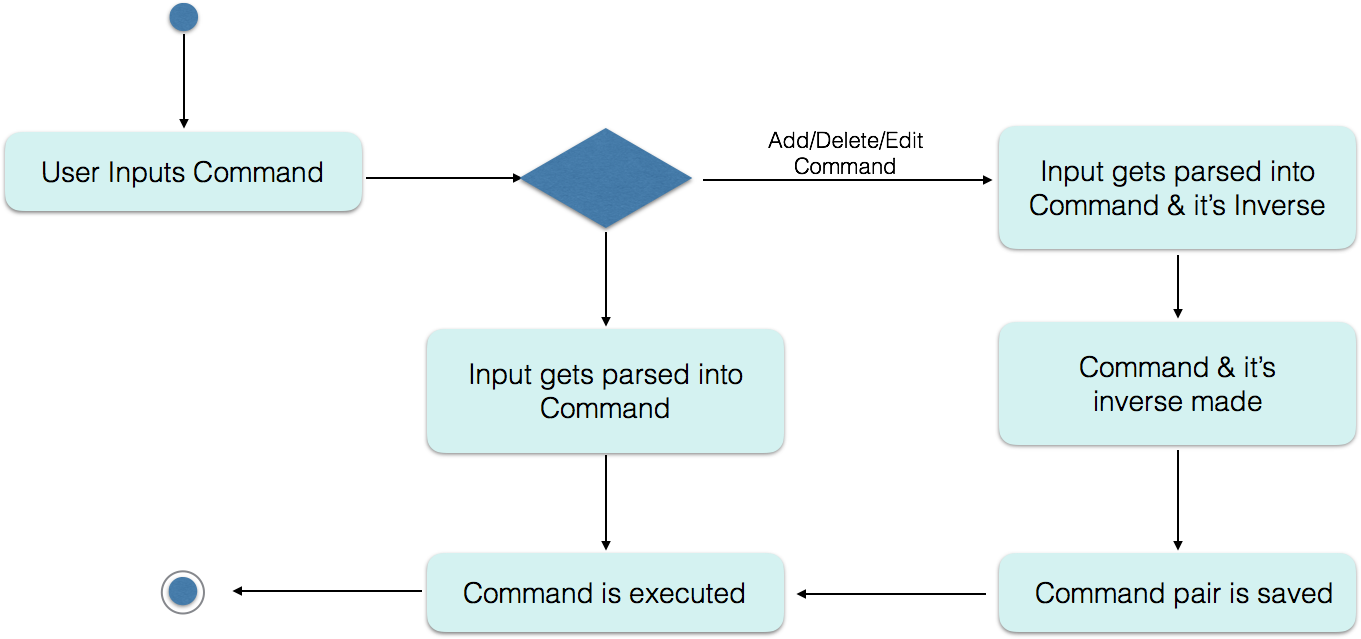 User Inputs Command
Add/Delete/Edit
Command
Input gets parsed into
Command & it's Inverse
Input gets parsed into
Command
Command & it's
inverse made
Command is executed
Command pair is saved